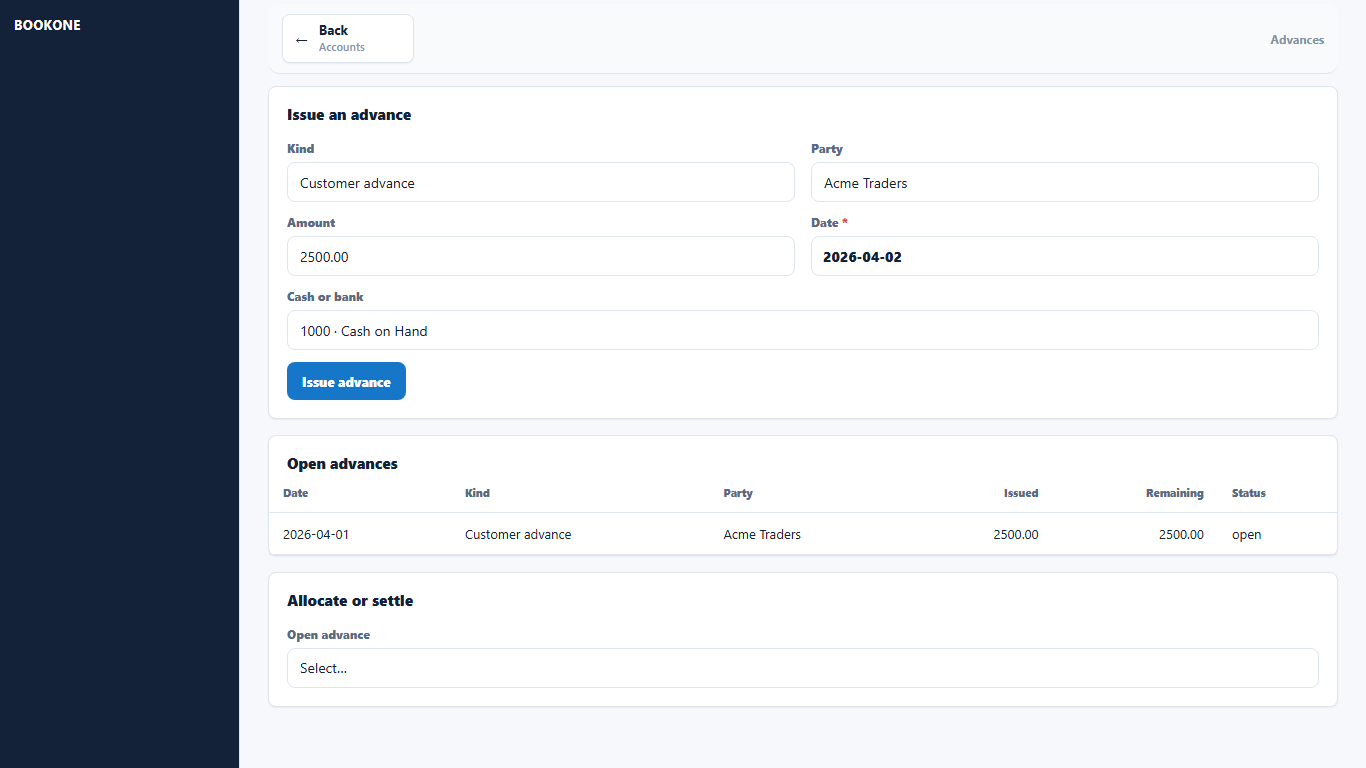 BOOKONE
← Back
Accounts
Advances
Issue an advance
Kind
Party
Customer advance
Acme Traders
Amount
Date *
2500.00
2026-04-02
Cash or bank
1000 · Cash on Hand
Issue advance
Open advances
Date Kind Party Issued Remaining Status
2026-04-01 Customer advance Acme Traders 2500.00 2500.00 open
Allocate or settle
Open advance
Select...